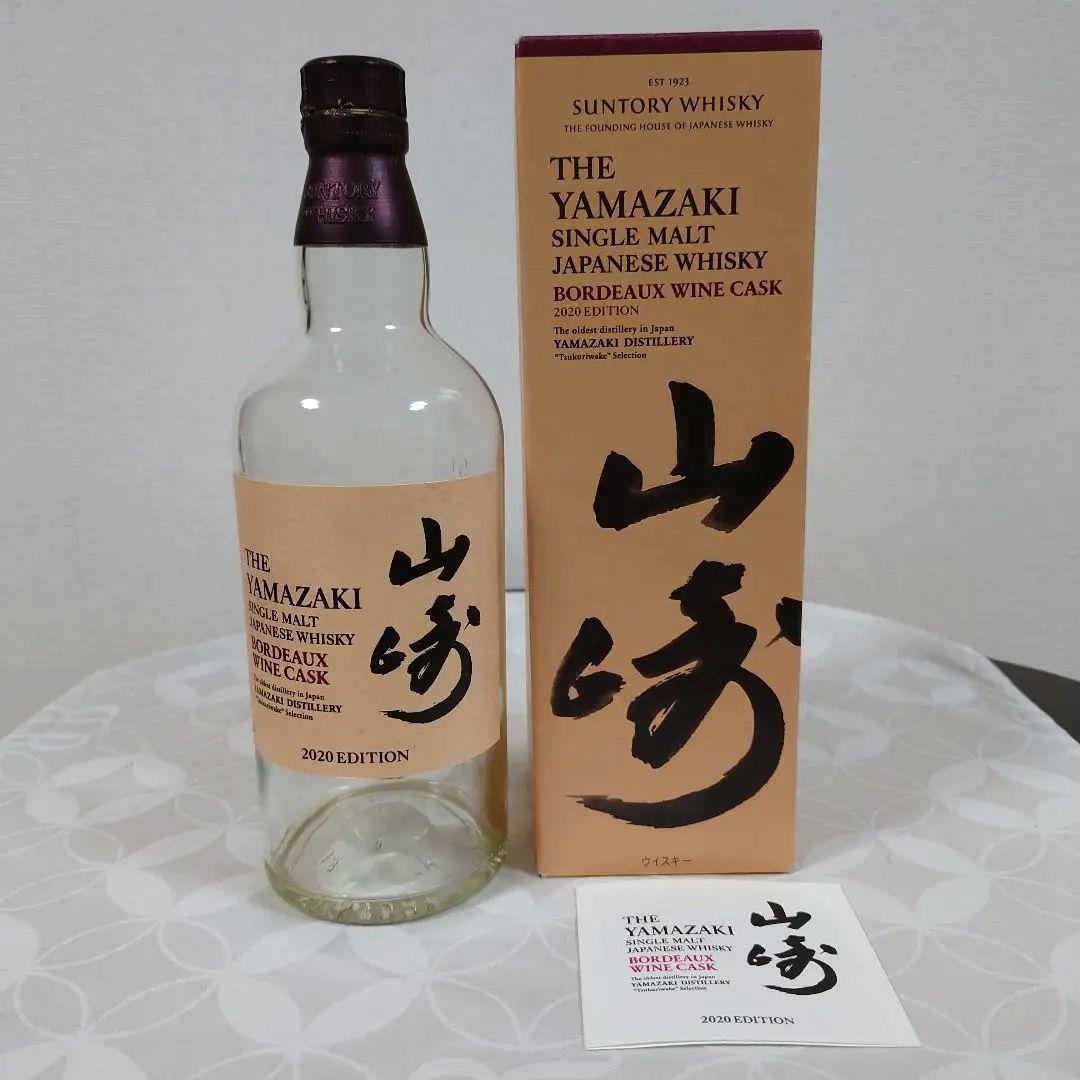 SUNTORY
WHISKY
THE
YAMAZAKI
SINGLE MALT
JAPANESE WHISKY
BORDEAUX
WINE CASK
The oldest distillery in Japan
YAMAZAKI DISTILLERY
"Tsukuriwake" Selection
山崎
2020 EDITION
EST 1923
SUNTORY WHISKY
THE FOUNDING HOUSE OF JAPANESE WHISKY
THE
YAMAZAKI
SINGLE MALT
JAPANESE WHISKY
BORDEAUX WINE CASK
2020 EDITION
The oldest distillery in Japan
YAMAZAKI DISTILLERY
"Tsukuriwake" Selection
山崎
ウイスキー
THE
YAMAZAKI
SINGLE MALT
JAPANESE WHISKY
BORDEAUX
WINE CASK
The oldest distillery in Japan
YAMAZAKI DISTILLERY
"Tsukuriwake" Selection
山崎
2020 EDITION